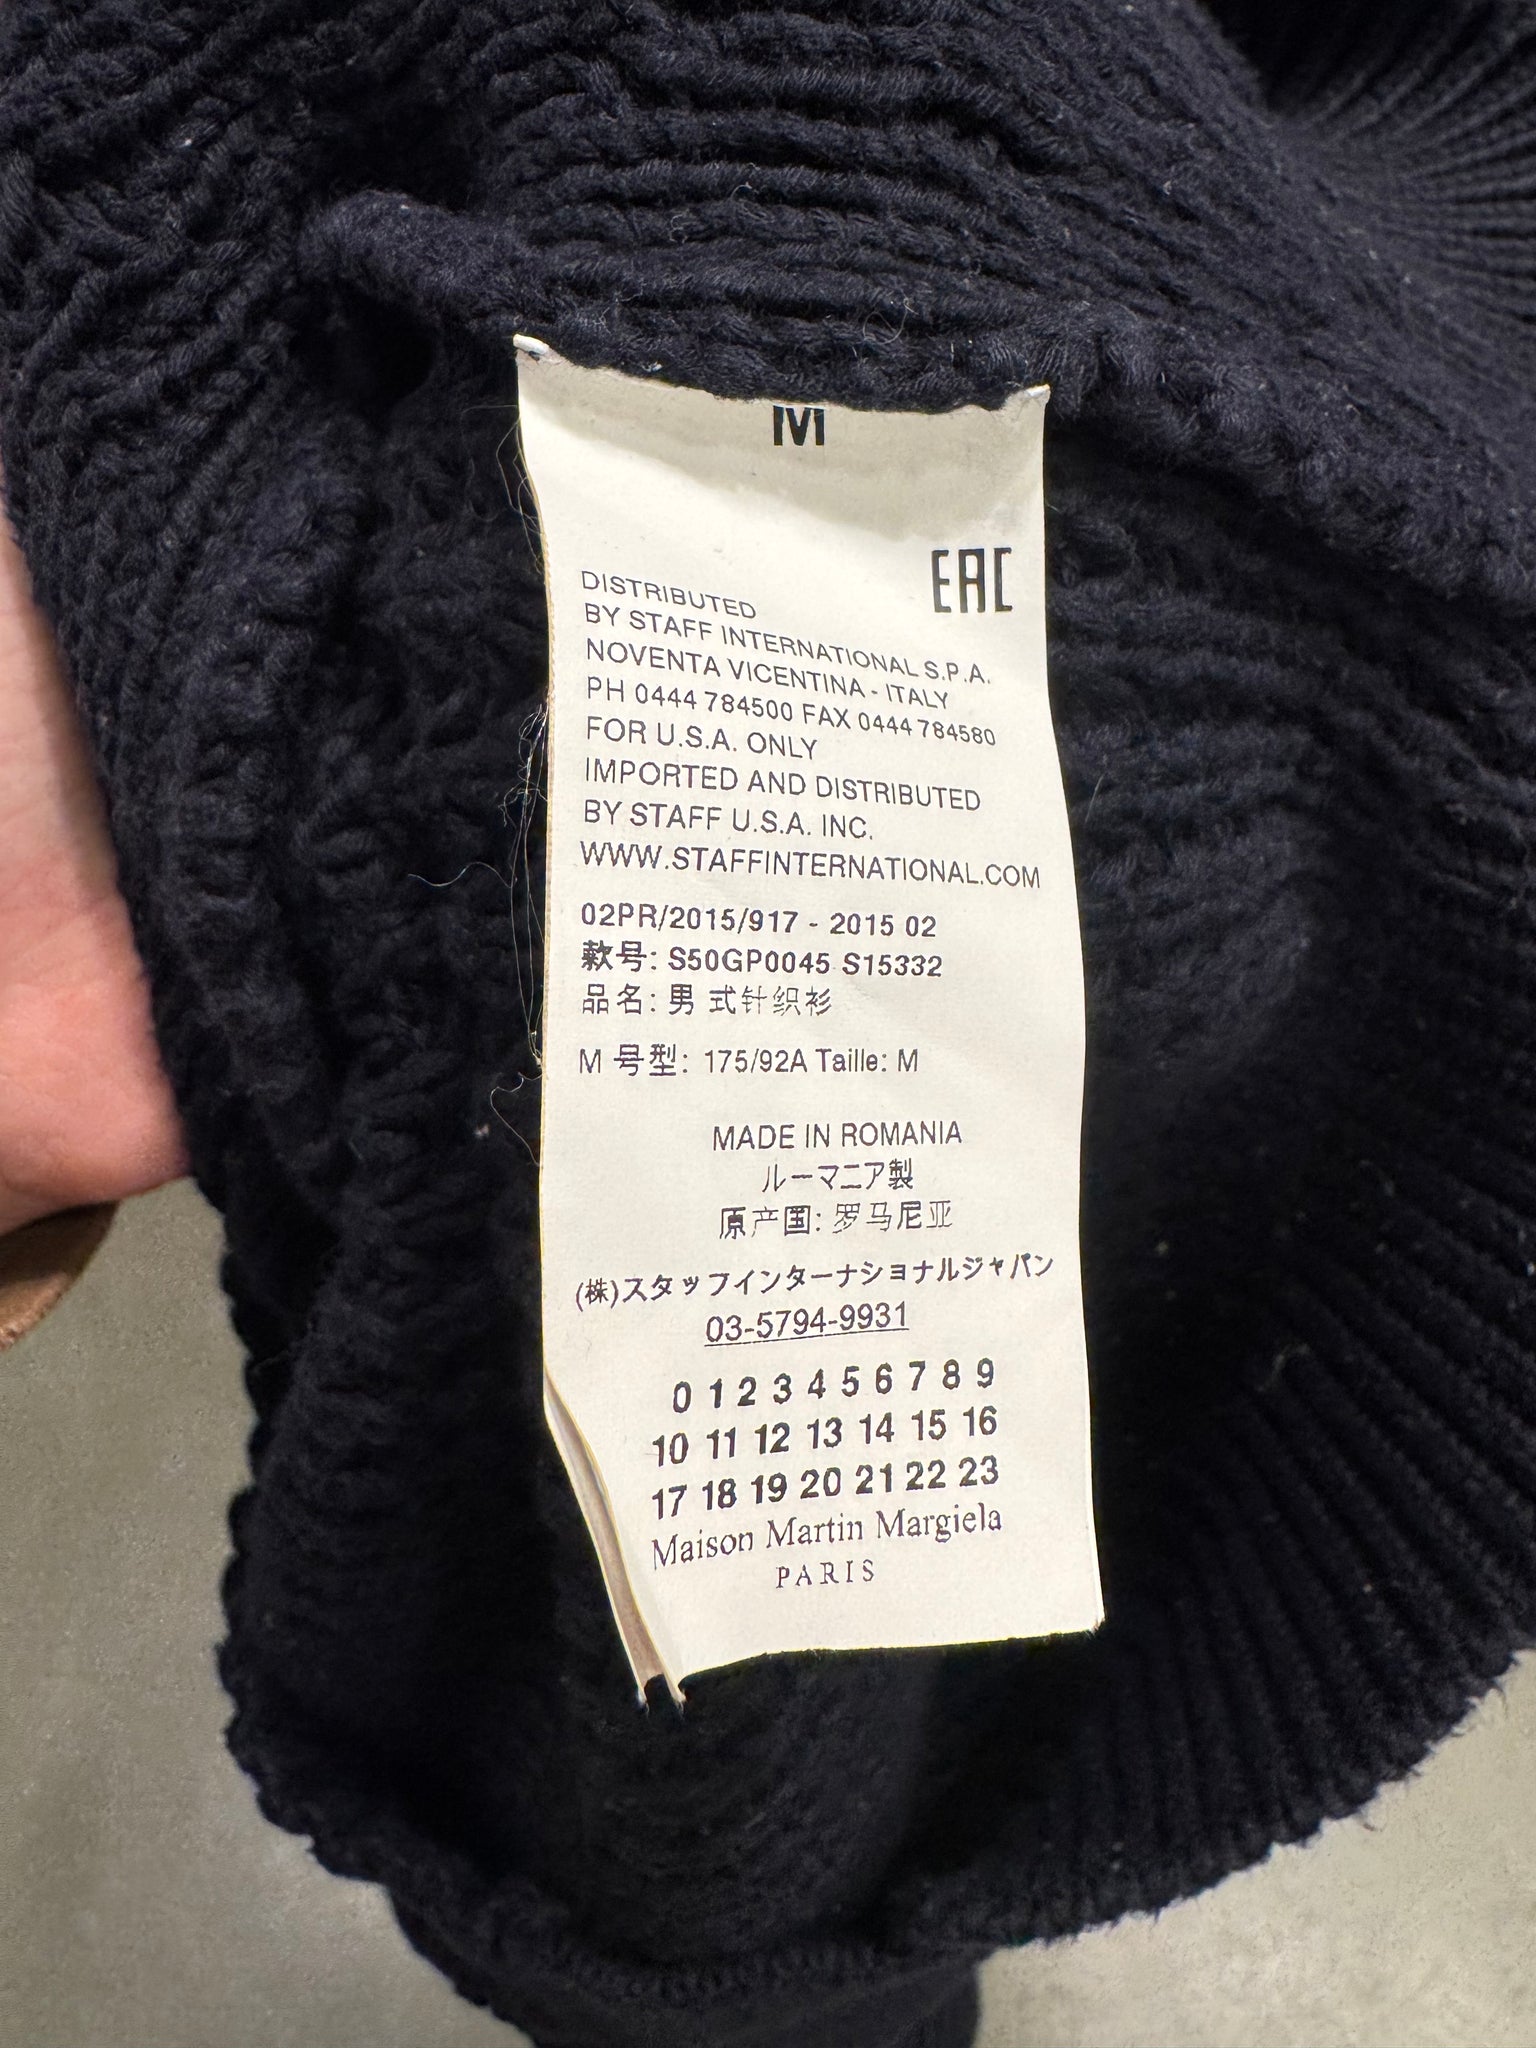 M
EAC
DISTRIBUTED
BY STAFF INTERNATIONAL S.P.A.
NOVENTA VICENTINA - ITALY
PH 0444 784500 FAX 0444 784580
FOR U.S.A. ONLY
IMPORTED AND DISTRIBUTED
BY STAFF U.S.A. INC.
WWW.STAFFINTERNATIONAL.COM
02PR/2015/917 - 2015 02
款号: S50GP0045 S15332
品名: 男式针织衫
M 号型: 175/92A Taille: M
MADE IN ROMANIA
ルーマニア製
原产国: 罗马尼亚
(株)スタッフインターナショナルジャパン
03-5794-9931
0 1 2 3 4 5 6 7 8 9
10 11 12 13 14 15 16
17 18 19 20 21 22 23
Maison Martin Margiela
PARIS